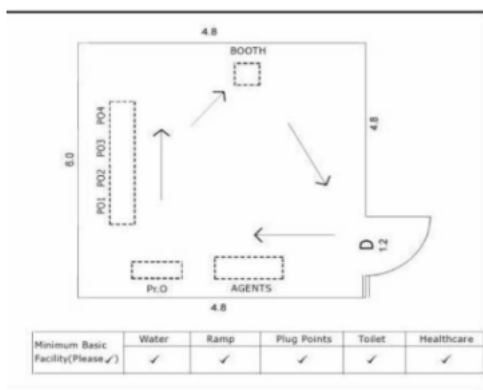 4.8
BOOTH
PO4
PO3
PO2
PO1
6.0
4.8
D
1.2
Pr.O
AGENTS
4.8
Minimum Basic Facility(Please ✓)
Water
Ramp
Plug Points
Toilet
Healthcare
✓ ✓ ✓ ✓ ✓